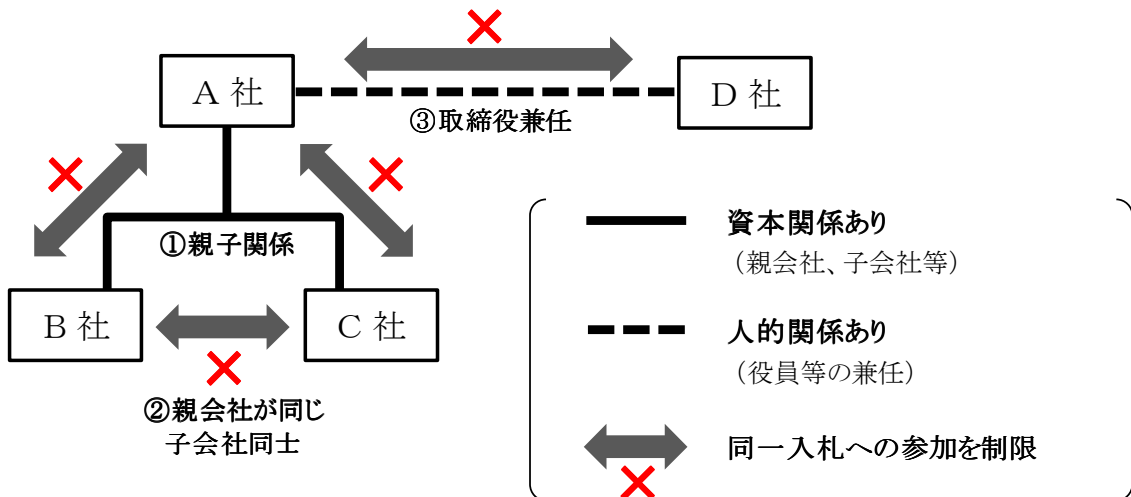 A 社
D 社
③取締役兼任
①親子関係
B 社
C 社
②親会社が同じ
子会社同士
資本関係あり
（親会社、子会社等）
人的関係あり
（役員等の兼任）
同一入札への参加を制限